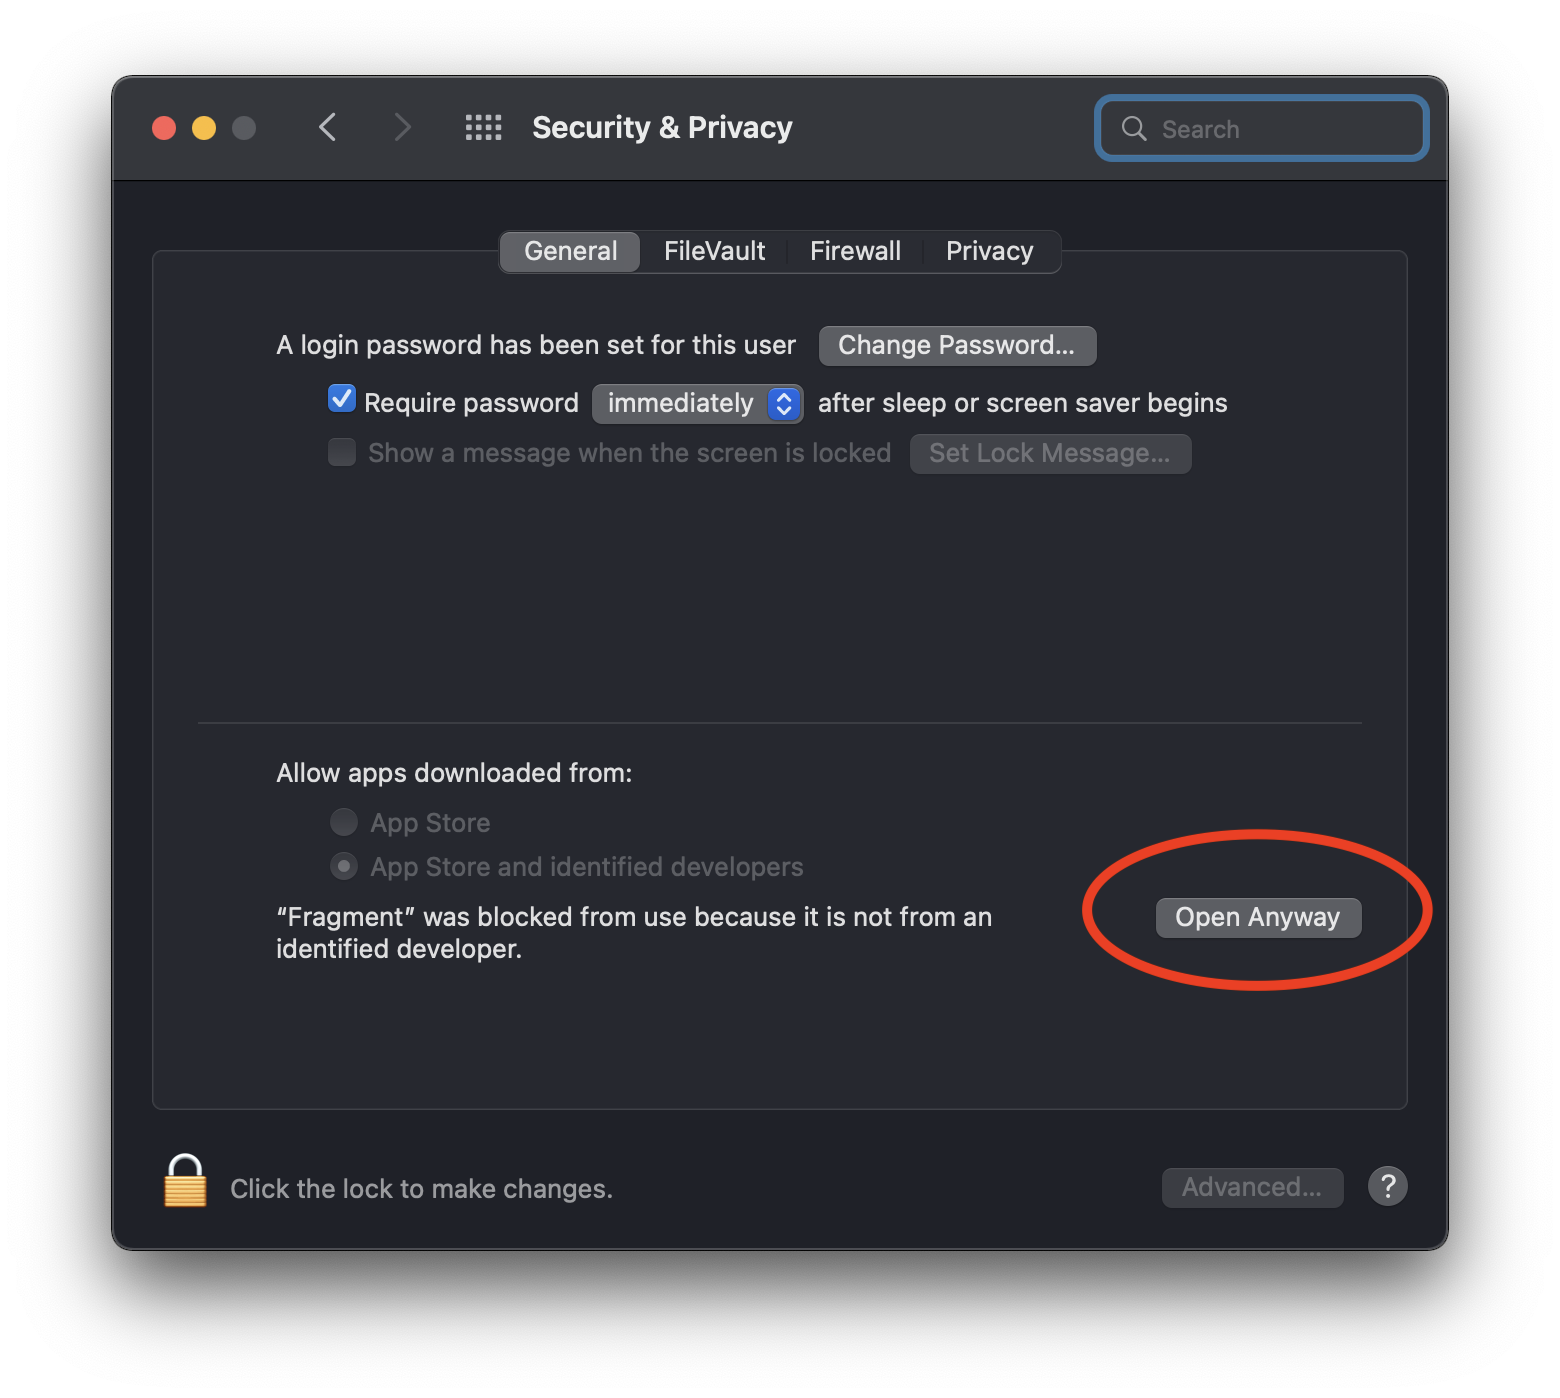 Security & Privacy
Search
General FileVault Firewall Privacy
A login password has been set for this user Change Password...
Require password immediately after sleep or screen saver begins
Show a message when the screen is locked Set Lock Message...
Allow apps downloaded from:
App Store
App Store and identified developers
“Fragment” was blocked from use because it is not from an Open Anyway
identified developer.
Click the lock to make changes. Advanced... ?